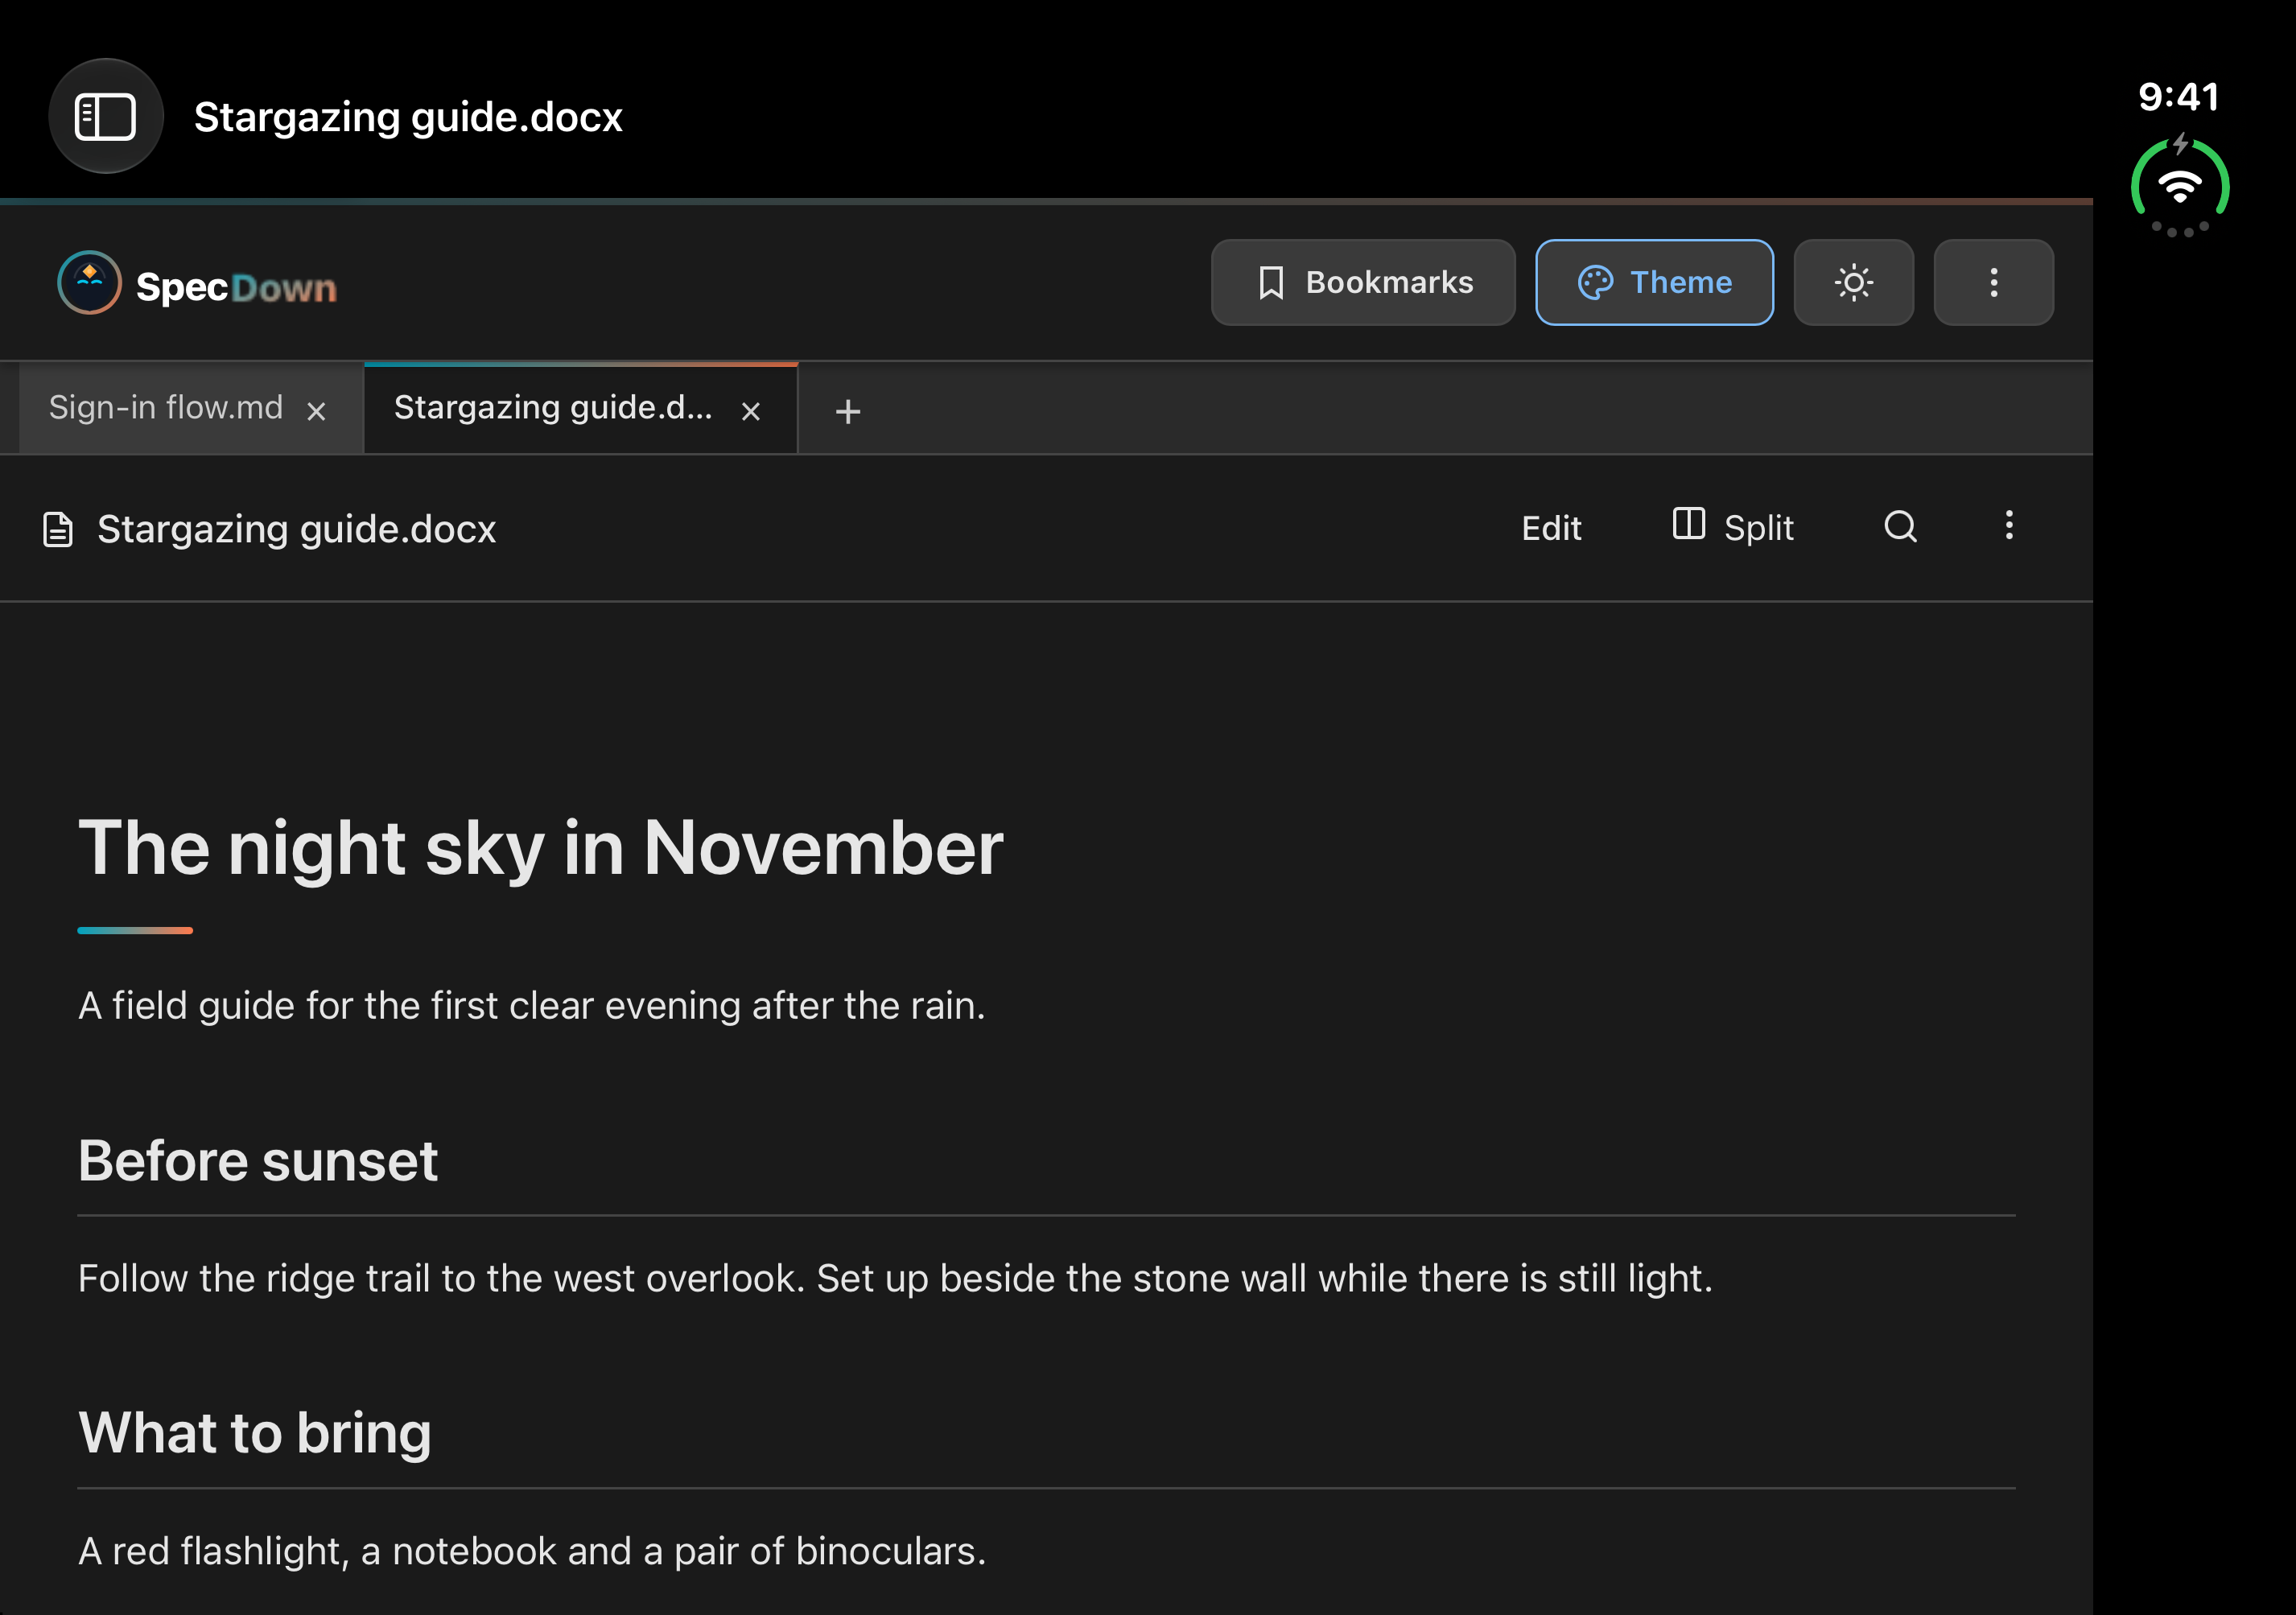 Stargazing guide.docx
9:41
SpecDown
Bookmarks
Theme
Sign-in flow.md
Stargazing guide.d...
Stargazing guide.docx
Edit
Split
The night sky in November
A field guide for the first clear evening after the rain.
Before sunset
Follow the ridge trail to the west overlook. Set up beside the stone wall while there is still light.
What to bring
A red flashlight, a notebook and a pair of binoculars.